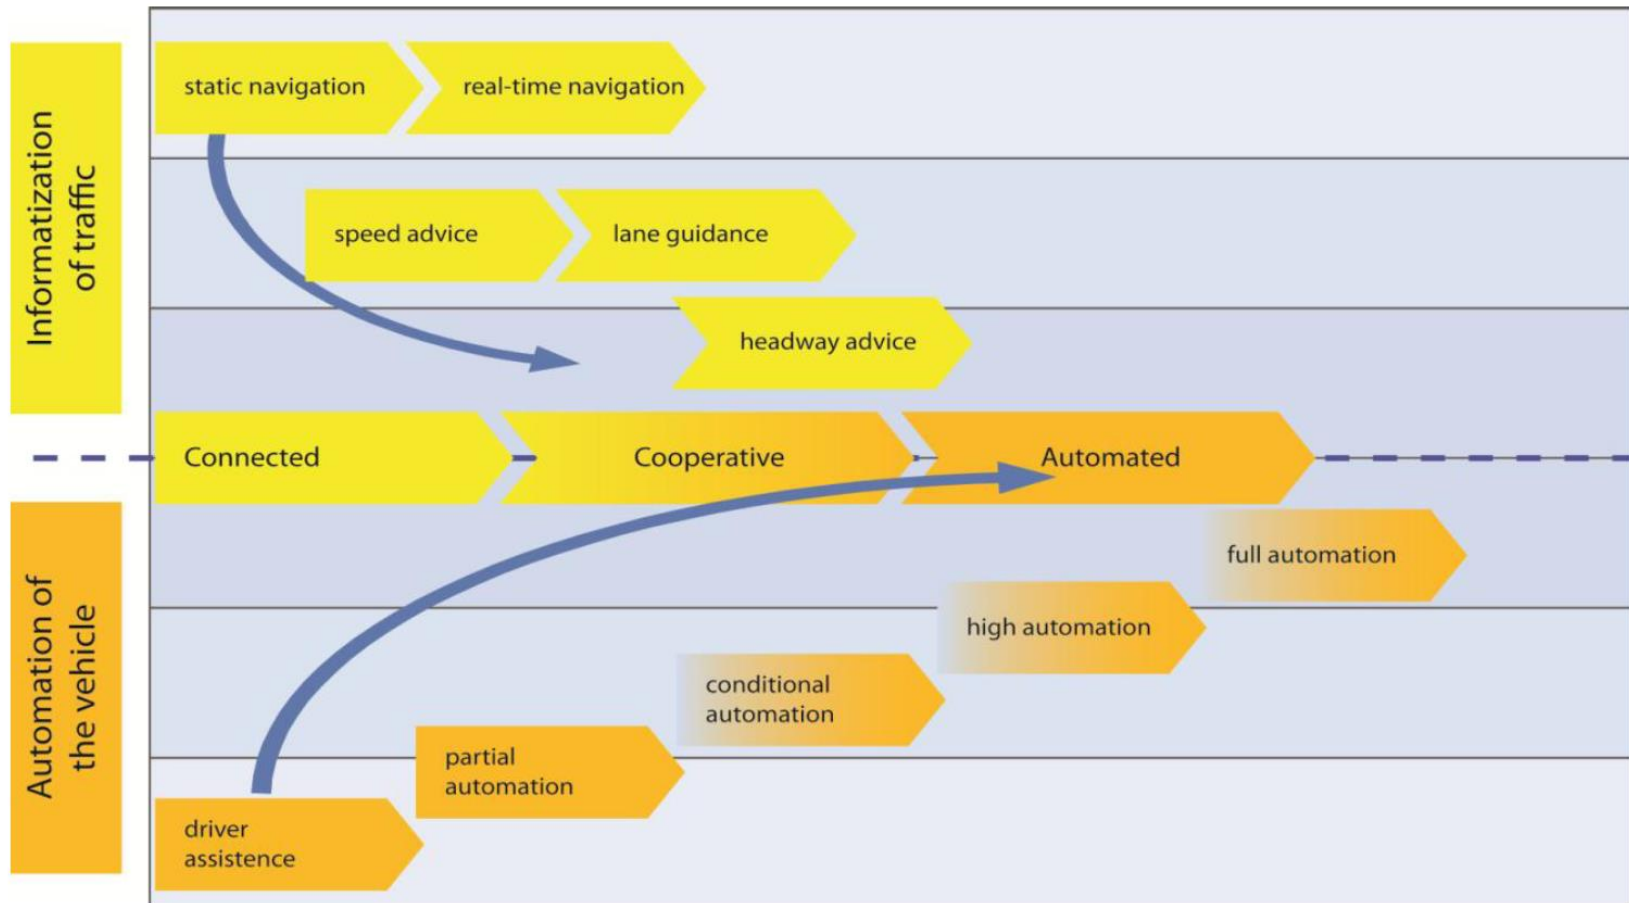 Informatization
of traffic
static navigation
real-time navigation
speed advice
lane guidance
headway advice
Connected
Cooperative
Automated
Automation of
the vehicle
full automation
high automation
conditional
automation
partial
automation
driver
assistence